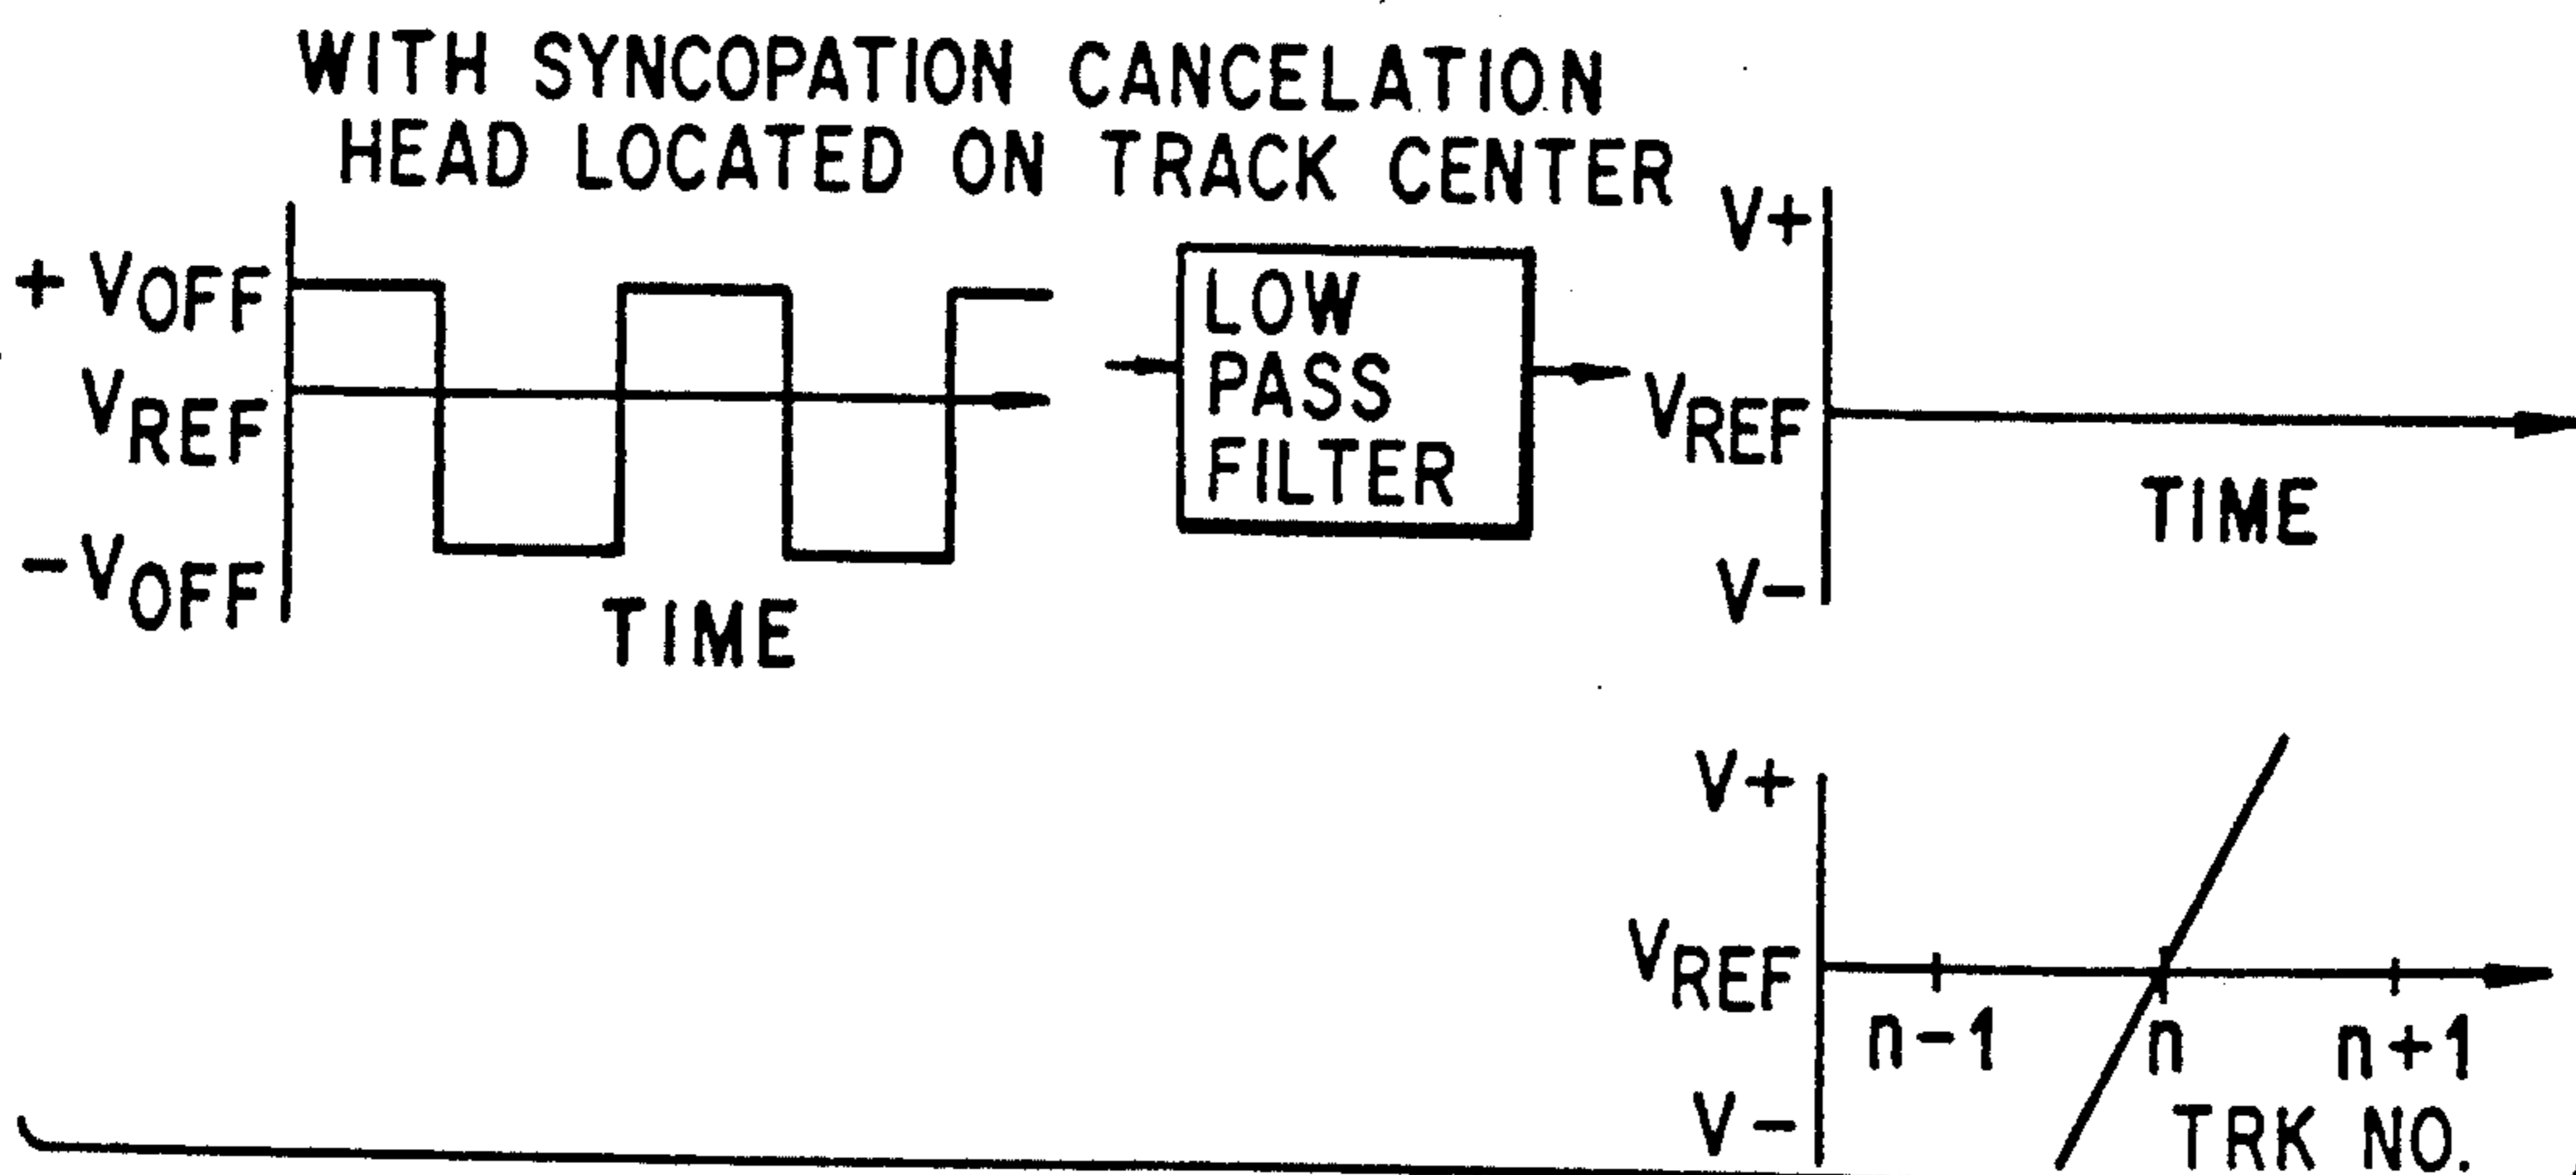 WITH SYNCOPATION CANCELATION
HEAD LOCATED ON TRACK CENTER
+ VOFF
VREF
-VOFF
TIME
LOW
PASS
FILTER
V+
VREF
V-
TIME
V+
VREF
V-
n-1
n
n+1
TRK NO.